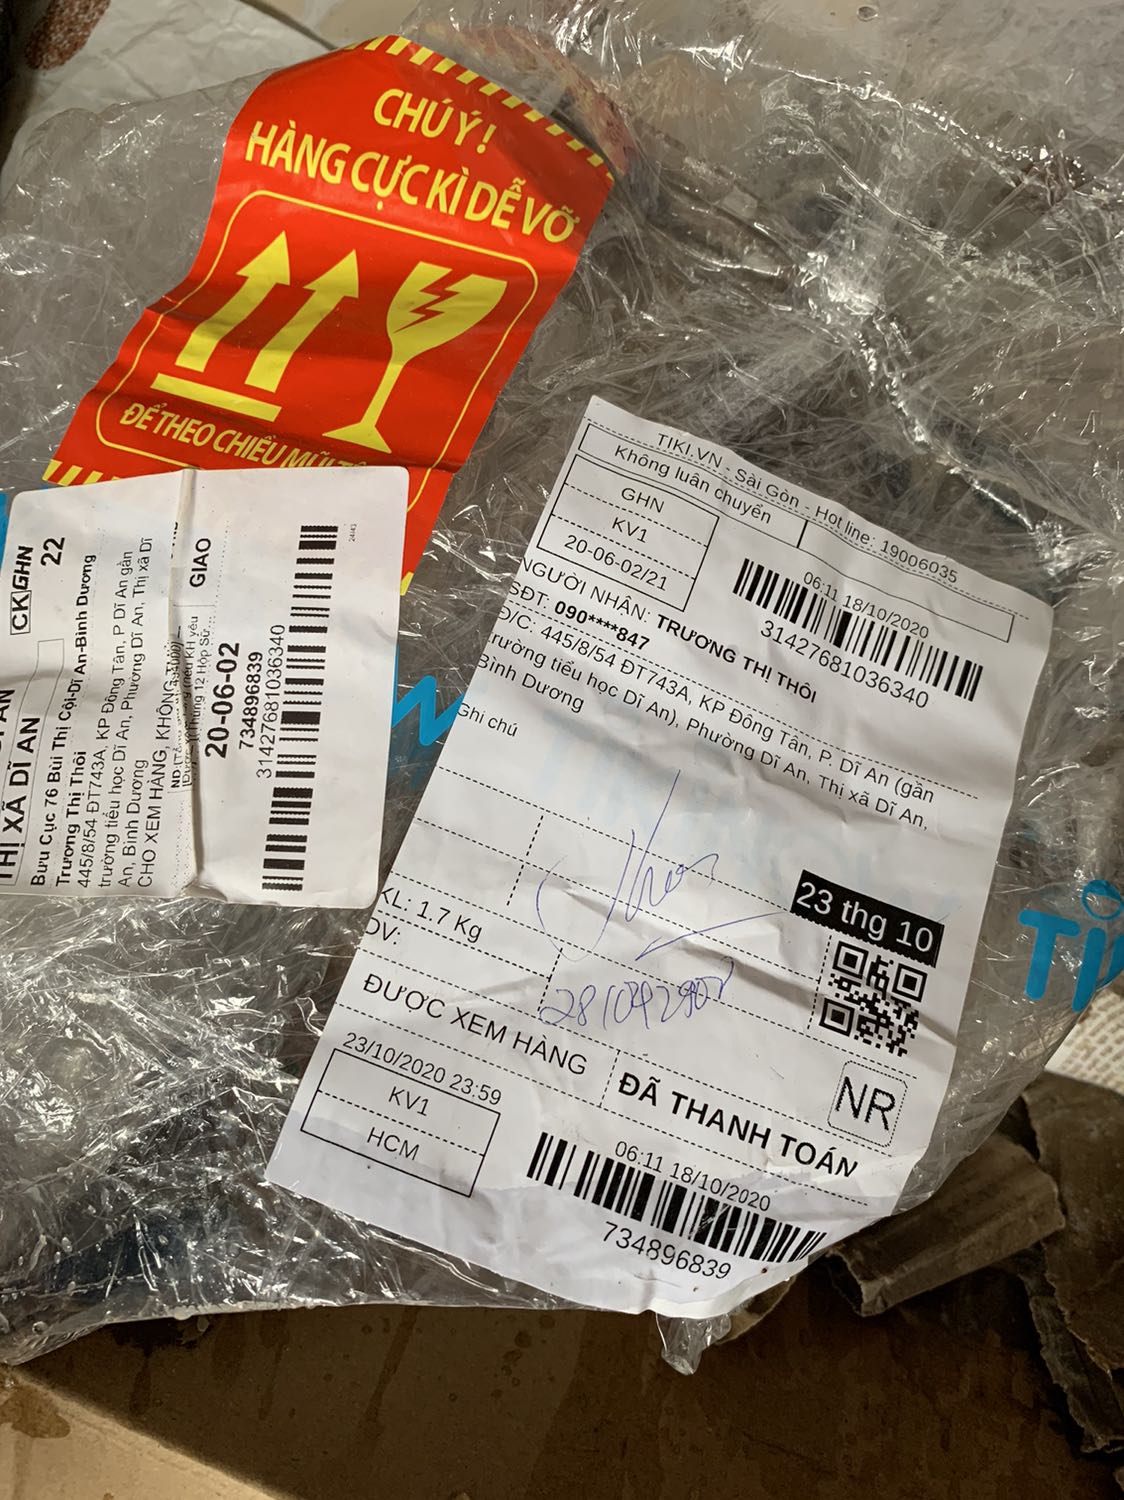 CHÚ Ý!
HÀNG CỰC KÌ DỄ VỠ
ĐỂ THEO CHIỀU MŨI
CK GHN
22
THỊ XÃ DĨ AN
Bưu Cục 76 Bùi Thị Cội-Dĩ An-Bình Dương
Trương Thị Thôi
445/8/54 ĐT743A, KP Đông Tân, P Dĩ An gần
trường tiểu học Dĩ An, Phường Dĩ An, Thị xã Dĩ
An, Bình Dương
CHO XEM HÀNG, KHÔNG
GIAO
20-06-02
734896839
31427681036340
24443
TIKI.VN - Sài Gòn - Hot line: 19006035
Không luân chuyển
GHN
KV1
20-06-02/21
06:11 18/10/2020
31427681036340
NGƯỜI NHẬN: TRƯƠNG THỊ THÔI
SĐT: 090****847
Đ/C: 445/8/54 ĐT743A, KP Đông Tân, P. Dĩ An (gần
trường tiểu học Dĩ An), Phường Dĩ An, Thị xã Dĩ An,
Bình Dương
Ghi chú
23 thg 10
KL: 1.7 Kg
DV:
ĐƯỢC XEM HÀNG
NR
23/10/2020 23:59
KV1
HCM
ĐÃ THANH TOÁN
06:11 18/10/2020
734896839